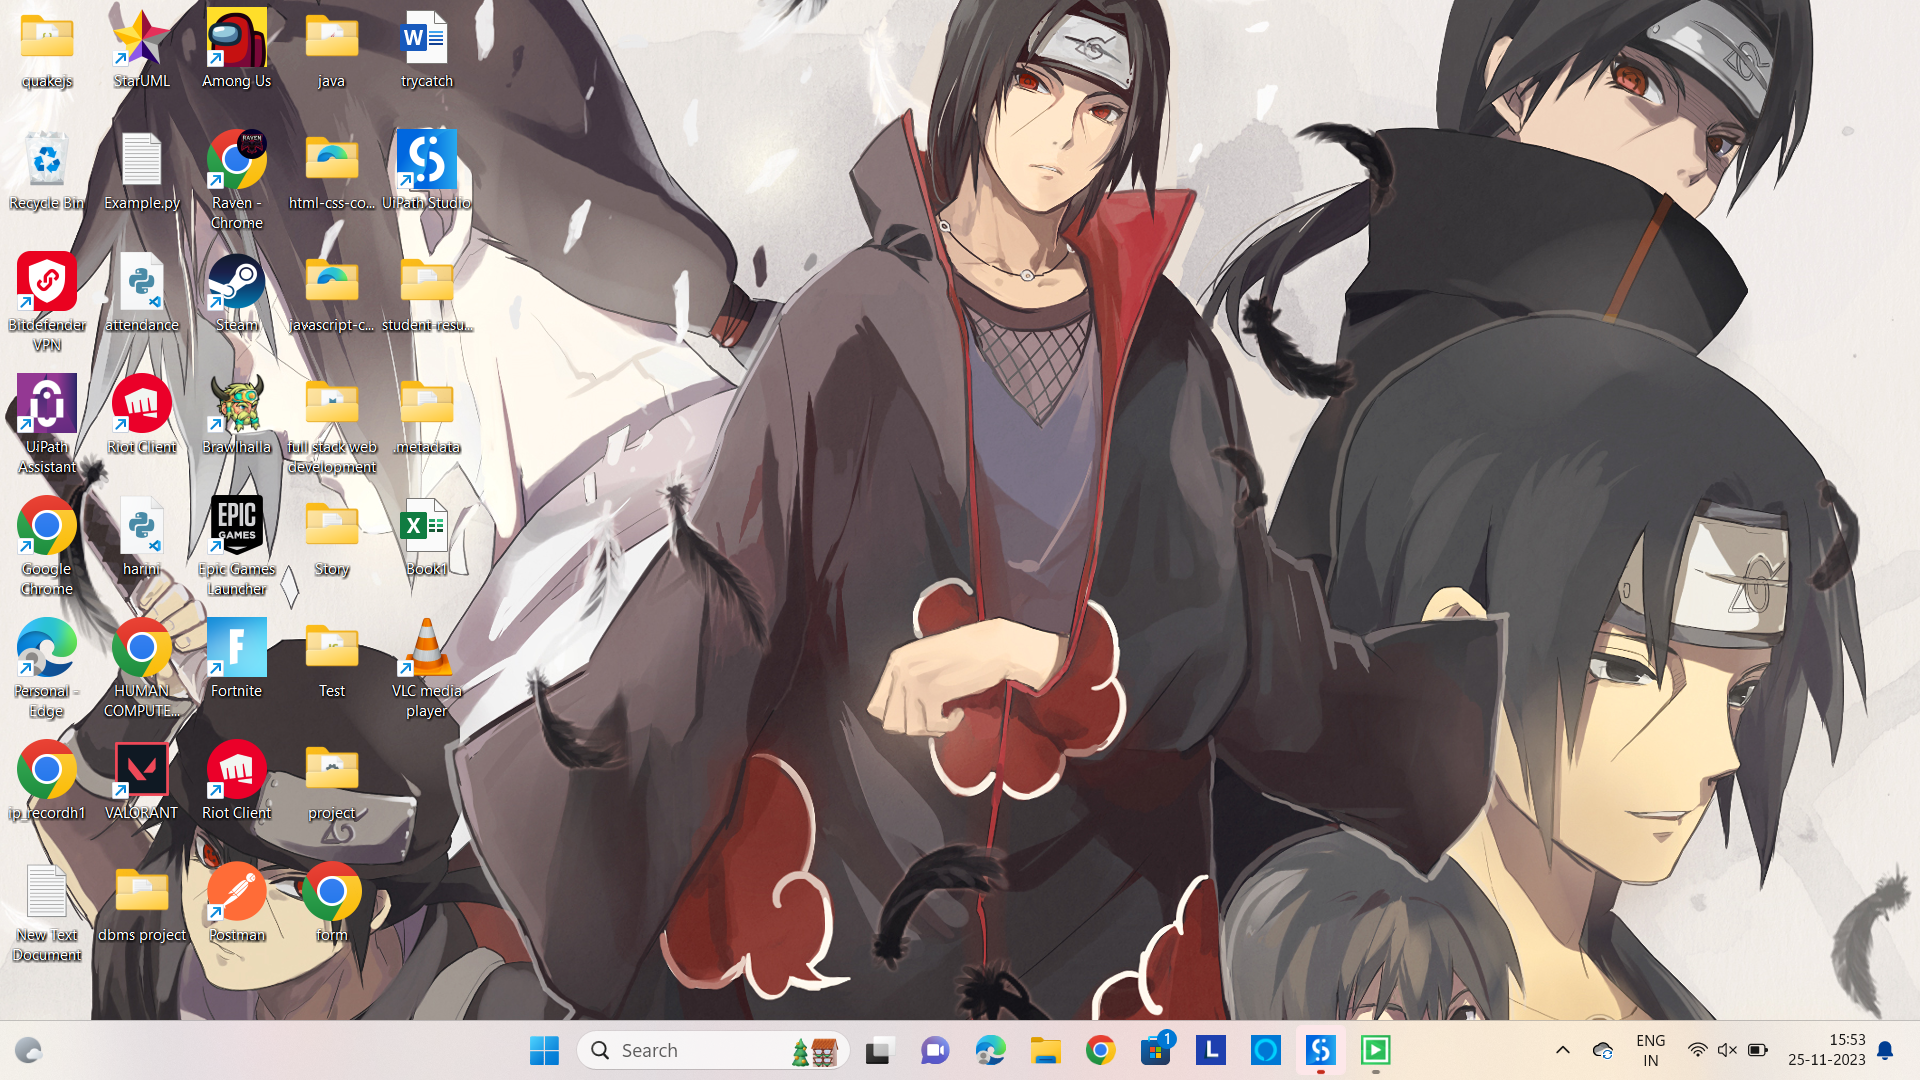 quakejs
StarUML
Among Us
java
trycatch
Recycle Bin
Example.py
Raven -
Chrome
html-css-co...
UiPath Studio
Bitdefender
VPN
attendance
Steam
javascript-c...
student-resu...
UiPath
Assistant
Riot Client
Brawlhalla
full stack web
development
.metadata
Google
Chrome
harini
EPIC
GAMES
Epic Games
Launcher
Story
Book1
Personal -
Edge
HUMAN
COMPUTE...
Fortnite
Test
VLC media
player
ip_recordh1
VALORANT
Riot Client
project
New Text
Document
dbms project
Postman
form
Search
1
L
ENG
IN
15:53
25-11-2023